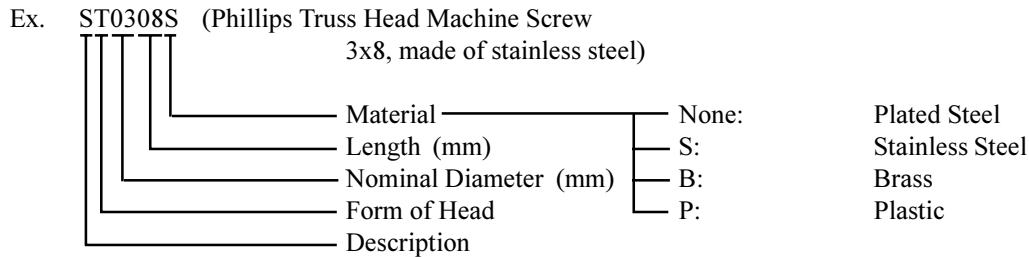 Ex. ST0308S (Phillips Truss Head Machine Screw
3x8, made of stainless steel)
Material None: Plated Steel
Length (mm) S: Stainless Steel
Nominal Diameter (mm) B: Brass
Form of Head P: Plastic
Description